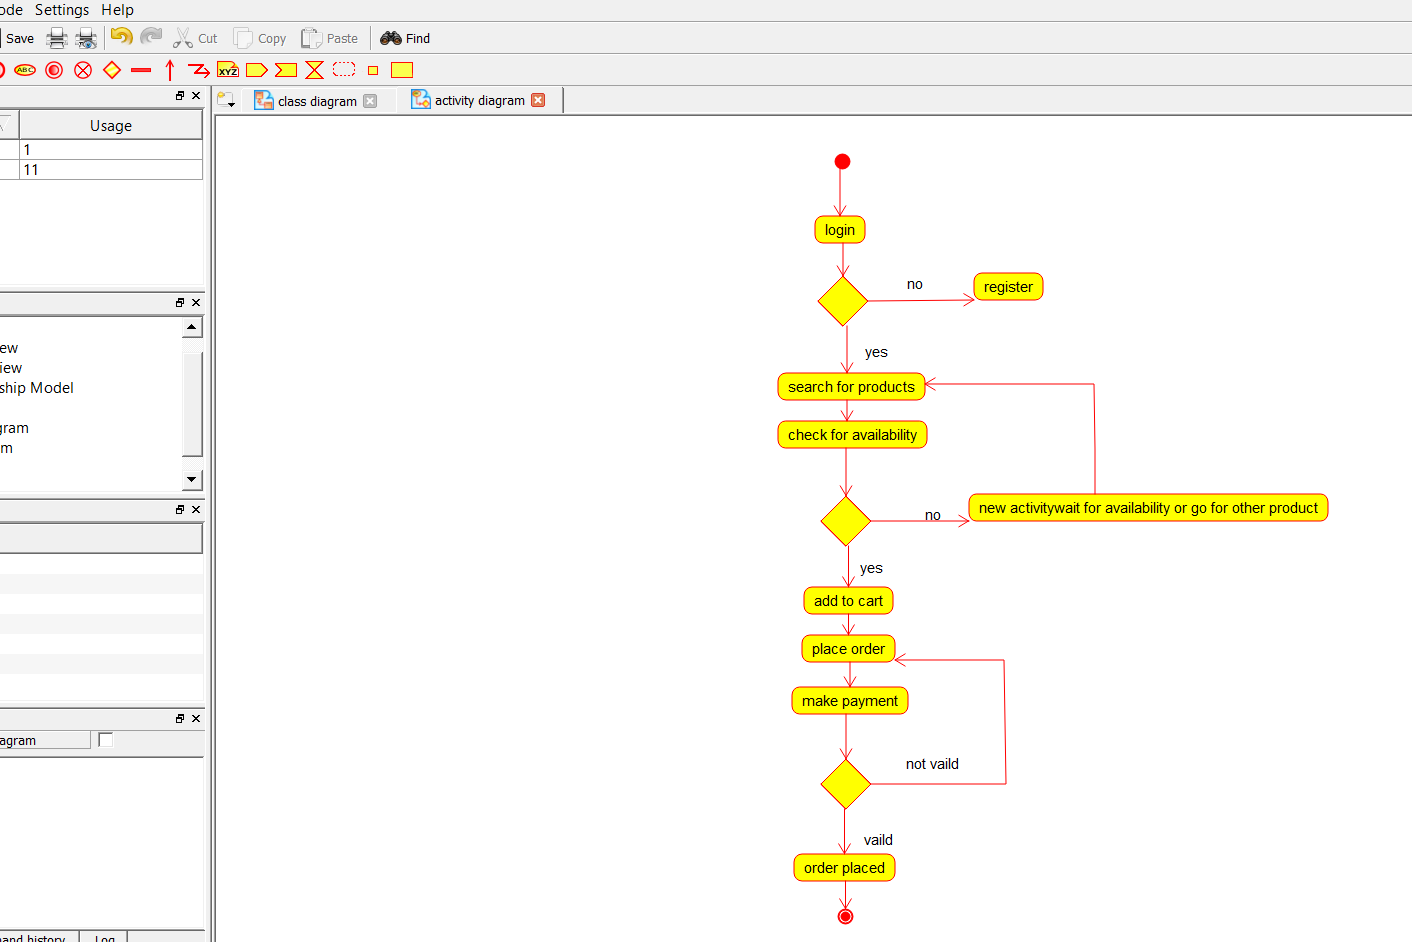 ode Settings Help
Save Cut Copy Paste Find
ABC XYZ
class diagram activity diagram
Usage
1
11
login
no
register
yes
ew
iew
ship Model
gram
m
search for products
check for availability
no
new activitywait for availability or go for other product
yes
add to cart
place order
make payment
agram
not vaild
vaild
order placed
and history Log